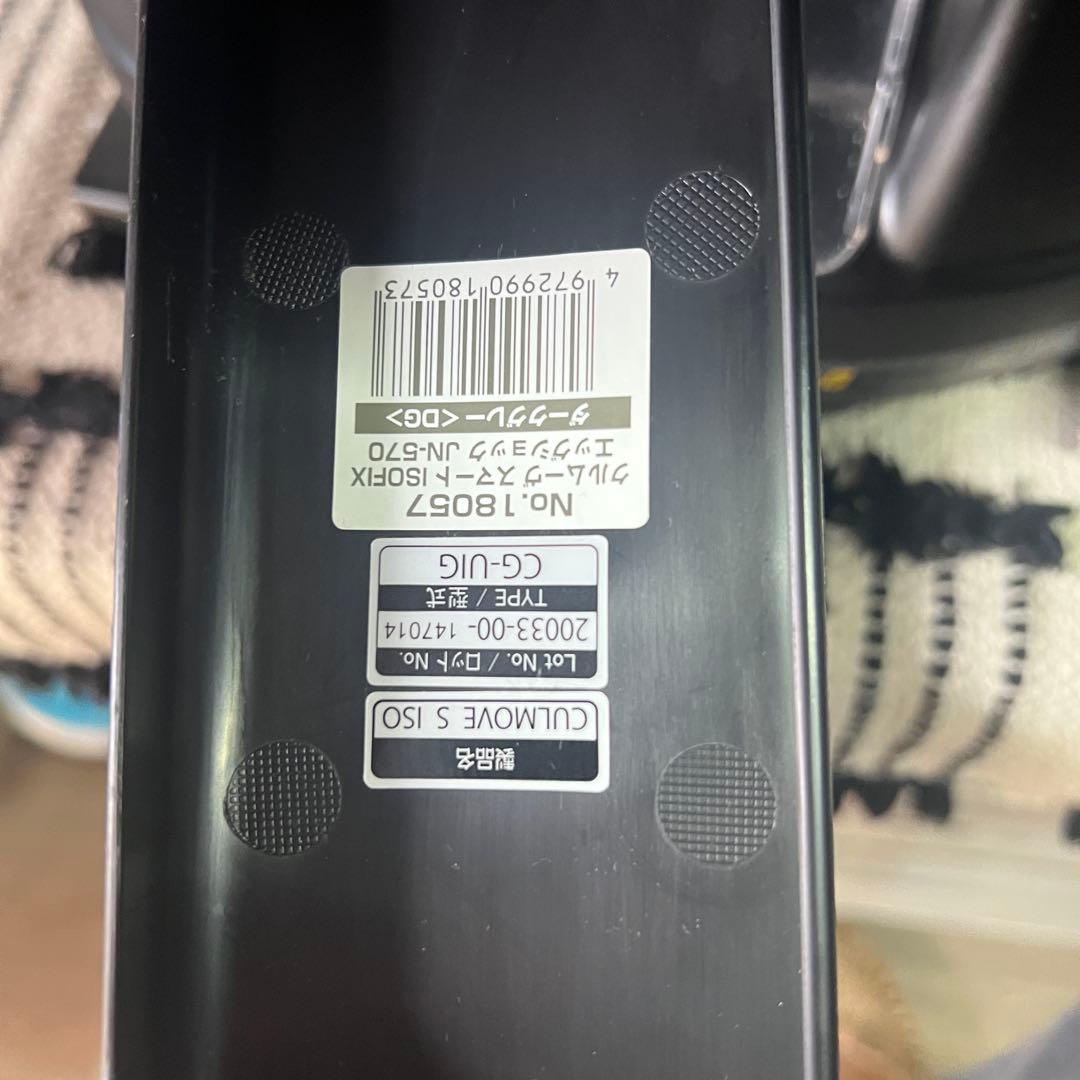 製品名
CULMOVE S ISO
Lot No. / ロット No.
20033-00- 147014
TYPE / 型式
CG-UIG
No.18057
クルムーヴ スマート ISOFIX
エッグショック JN-570
ダークグレー <DG>
4 972990 180573